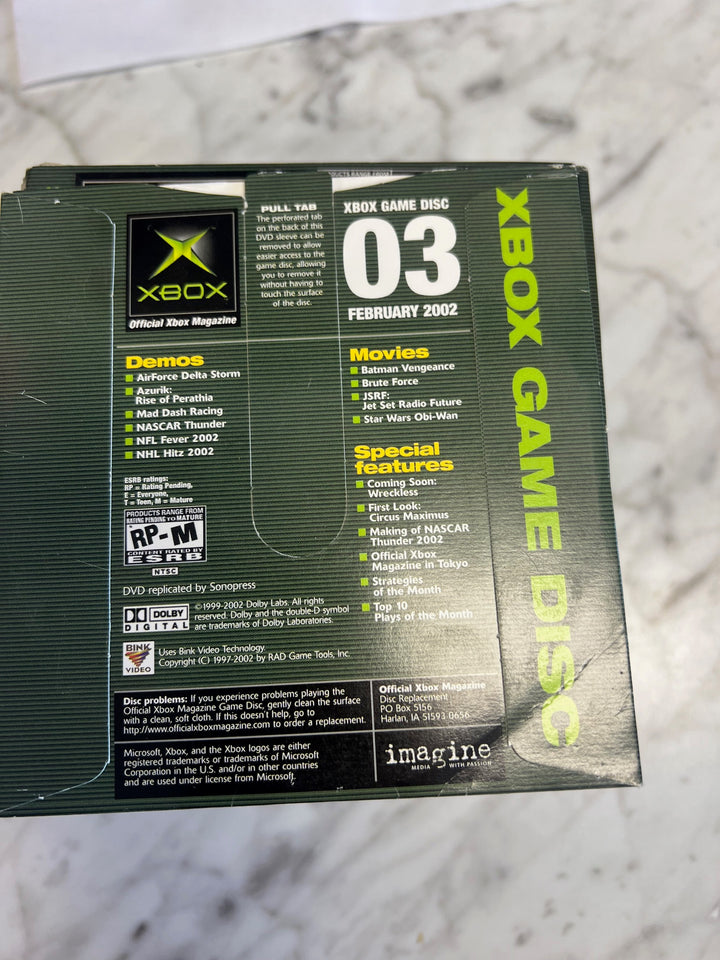 PULL TAB
The perforated tab
on the back of this
DVD sleeve can be
removed to allow
easier access to the
game disc, allowing
you to remove it
without having to
touch the surface
of the disc.
XBOX
Official Xbox Magazine
XBOX GAME DISC
03
FEBRUARY 2002
Demos
AirForce Delta Storm
Azurik:
Rise of Perathia
Mad Dash Racing
NASCAR Thunder
NFL Fever 2002
NHL Hitz 2002
Movies
Batman Vengeance
Brute Force
JSRF:
Jet Set Radio Future
Star Wars Obi-Wan
Special
features
Coming Soon:
Wreckless
First Look:
Circus Maximus
Making of NASCAR
Thunder 2002
Official Xbox
Magazine in Tokyo
Strategies
of the Month
Top 10
Plays of the Month
ESRB ratings:
RP = Rating Pending,
E = Everyone,
T = Teen, M = Mature
PRODUCTS RANGE FROM
RATING PENDING TO MATURE
RP-M
CONTENT RATED BY
ESRB
NTSC
DVD replicated by Sonopress
DOLBY
DIGITAL
©1999-2002 Dolby Labs. All rights
reserved. Dolby and the double-D symbol
are trademarks of Dolby Laboratories.
BINK
VIDEO
Uses Bink Video Technology.
Copyright (C) 1997-2002 by RAD Game Tools, Inc.
Disc problems: If you experience problems playing the
Official Xbox Magazine Game Disc, gently clean the surface
with a clean, soft cloth. If this doesn't help, go to
http://www.officialxboxmagazine.com to order a replacement.
Official Xbox Magazine
Disc Replacement
PO Box 5156
Harlan, IA 51593 0656
Microsoft, Xbox, and the Xbox logos are either
registered trademarks or trademarks of Microsoft
Corporation in the U.S. and/or in other countries
and are used under license from Microsoft.
imagine
MEDIA WITH PASSION
XBOX GAME DISC